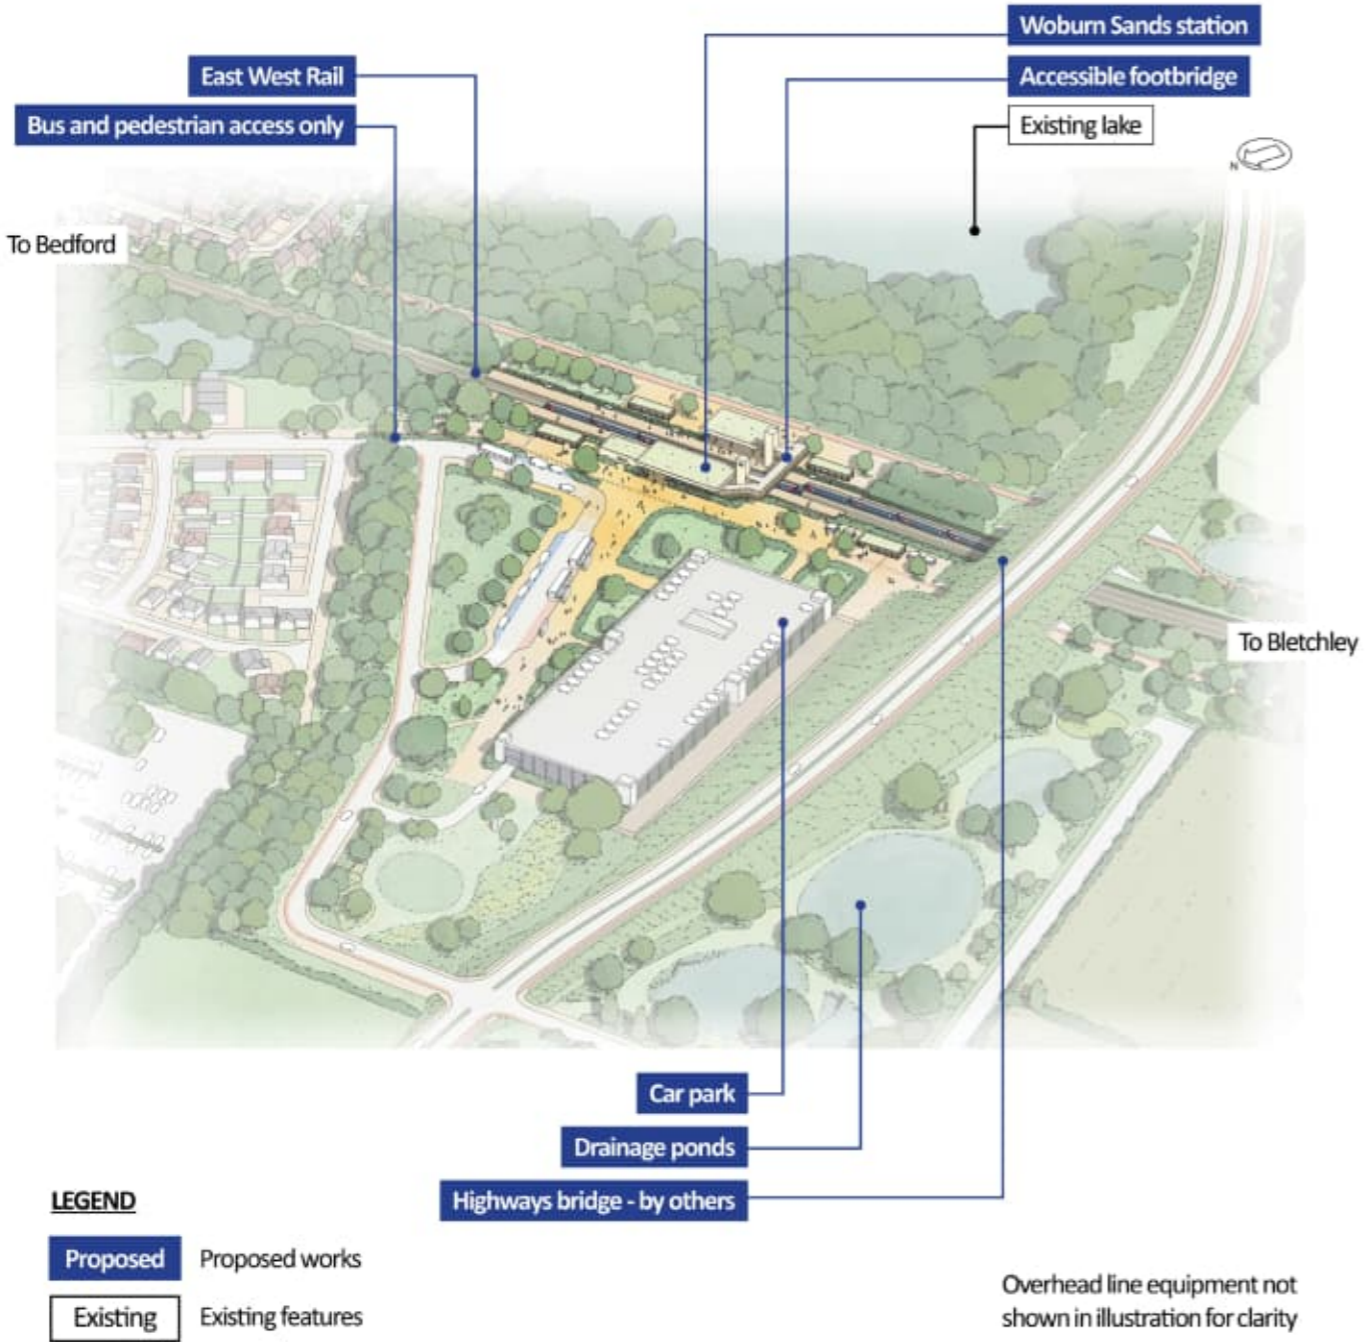 Woburn Sands station
East West Rail
Accessible footbridge
Bus and pedestrian access only
Existing lake
N
To Bedford
To Bletchley
Car park
Drainage ponds
Highways bridge - by others
LEGEND
Proposed Proposed works
Existing Existing features
Overhead line equipment not
shown in illustration for clarity